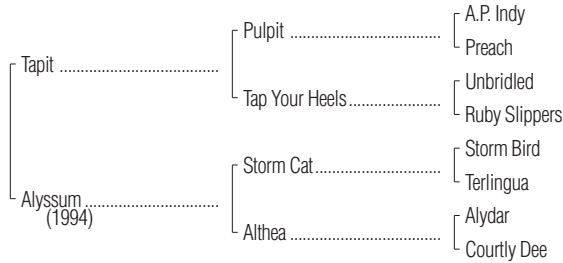 A.P. Indy
Pulpit ........................................
Preach
Tapit ..........................................
Unbridled
Tap Your Heels ........................
Ruby Slippers
Storm Bird
Storm Cat ................................
Terlingua
Alyssum ....................................
(1994)
Alydar
Althea ........................................
Courtly Dee